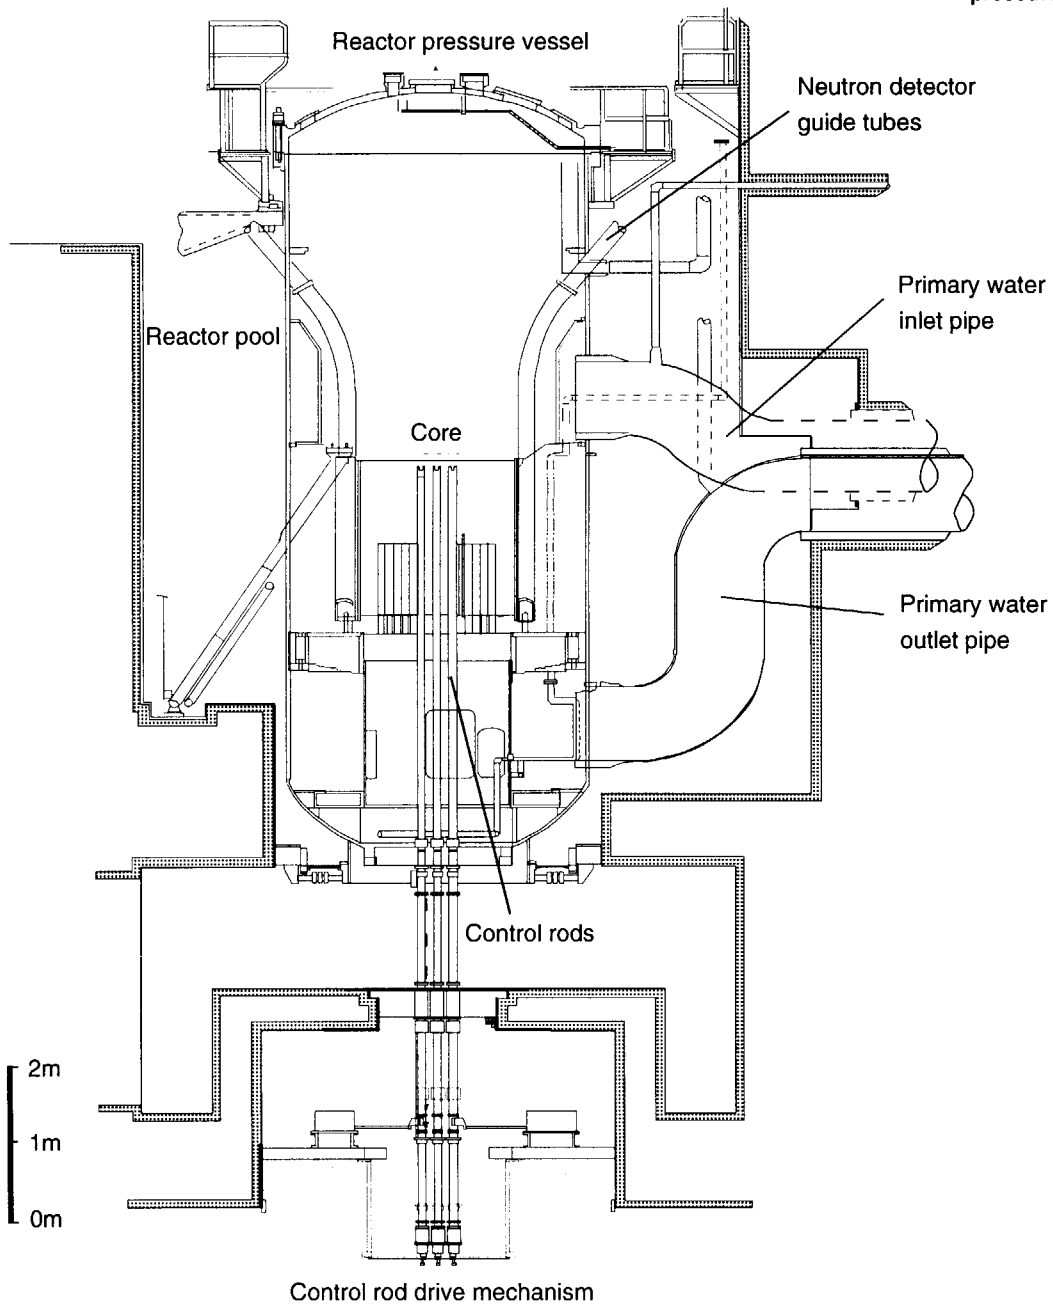 Reactor pressure vessel
Neutron detector
guide tubes
Primary water
inlet pipe
Reactor pool
Core
Primary water
outlet pipe
Control rods
2m
1m
0m
Control rod drive mechanism